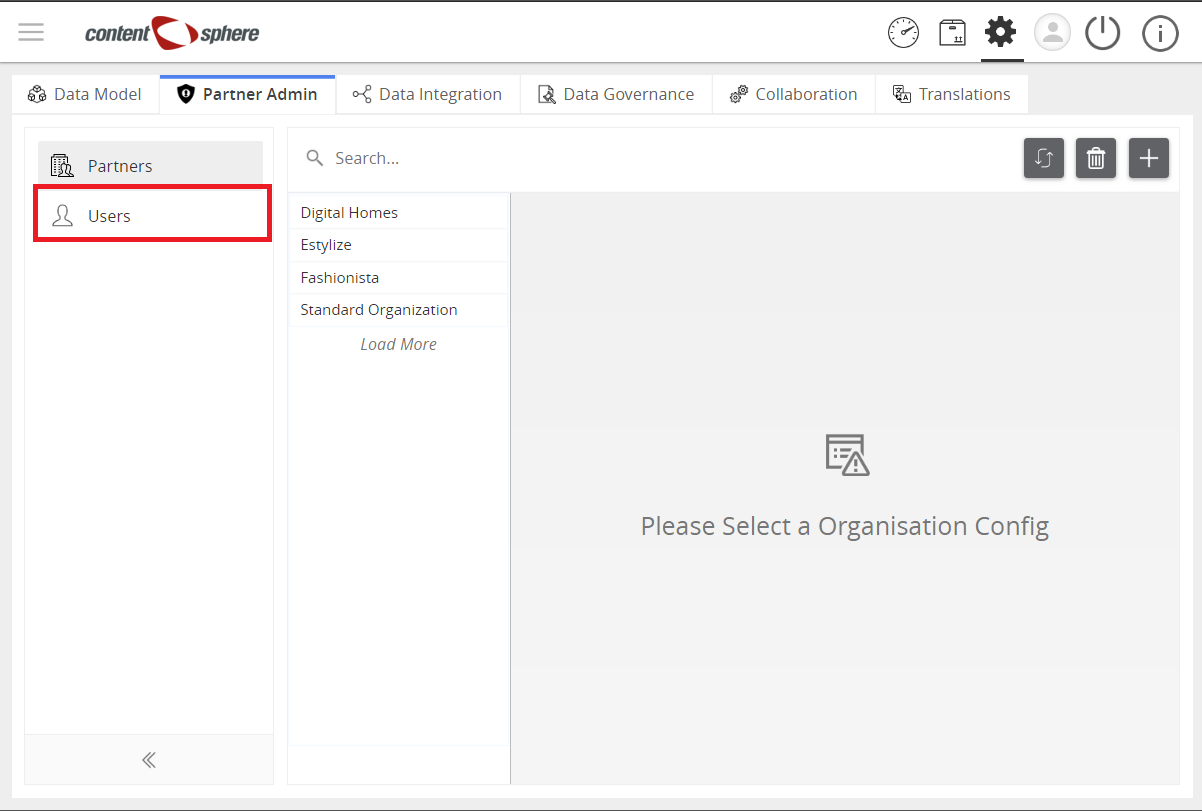 content sphere
Data Model
Partner Admin
Data Integration
Data Governance
Collaboration
Translations
Partners
Users
Search...
Digital Homes
Estylize
Fashionista
Standard Organization
Load More
Please Select a Organisation Config